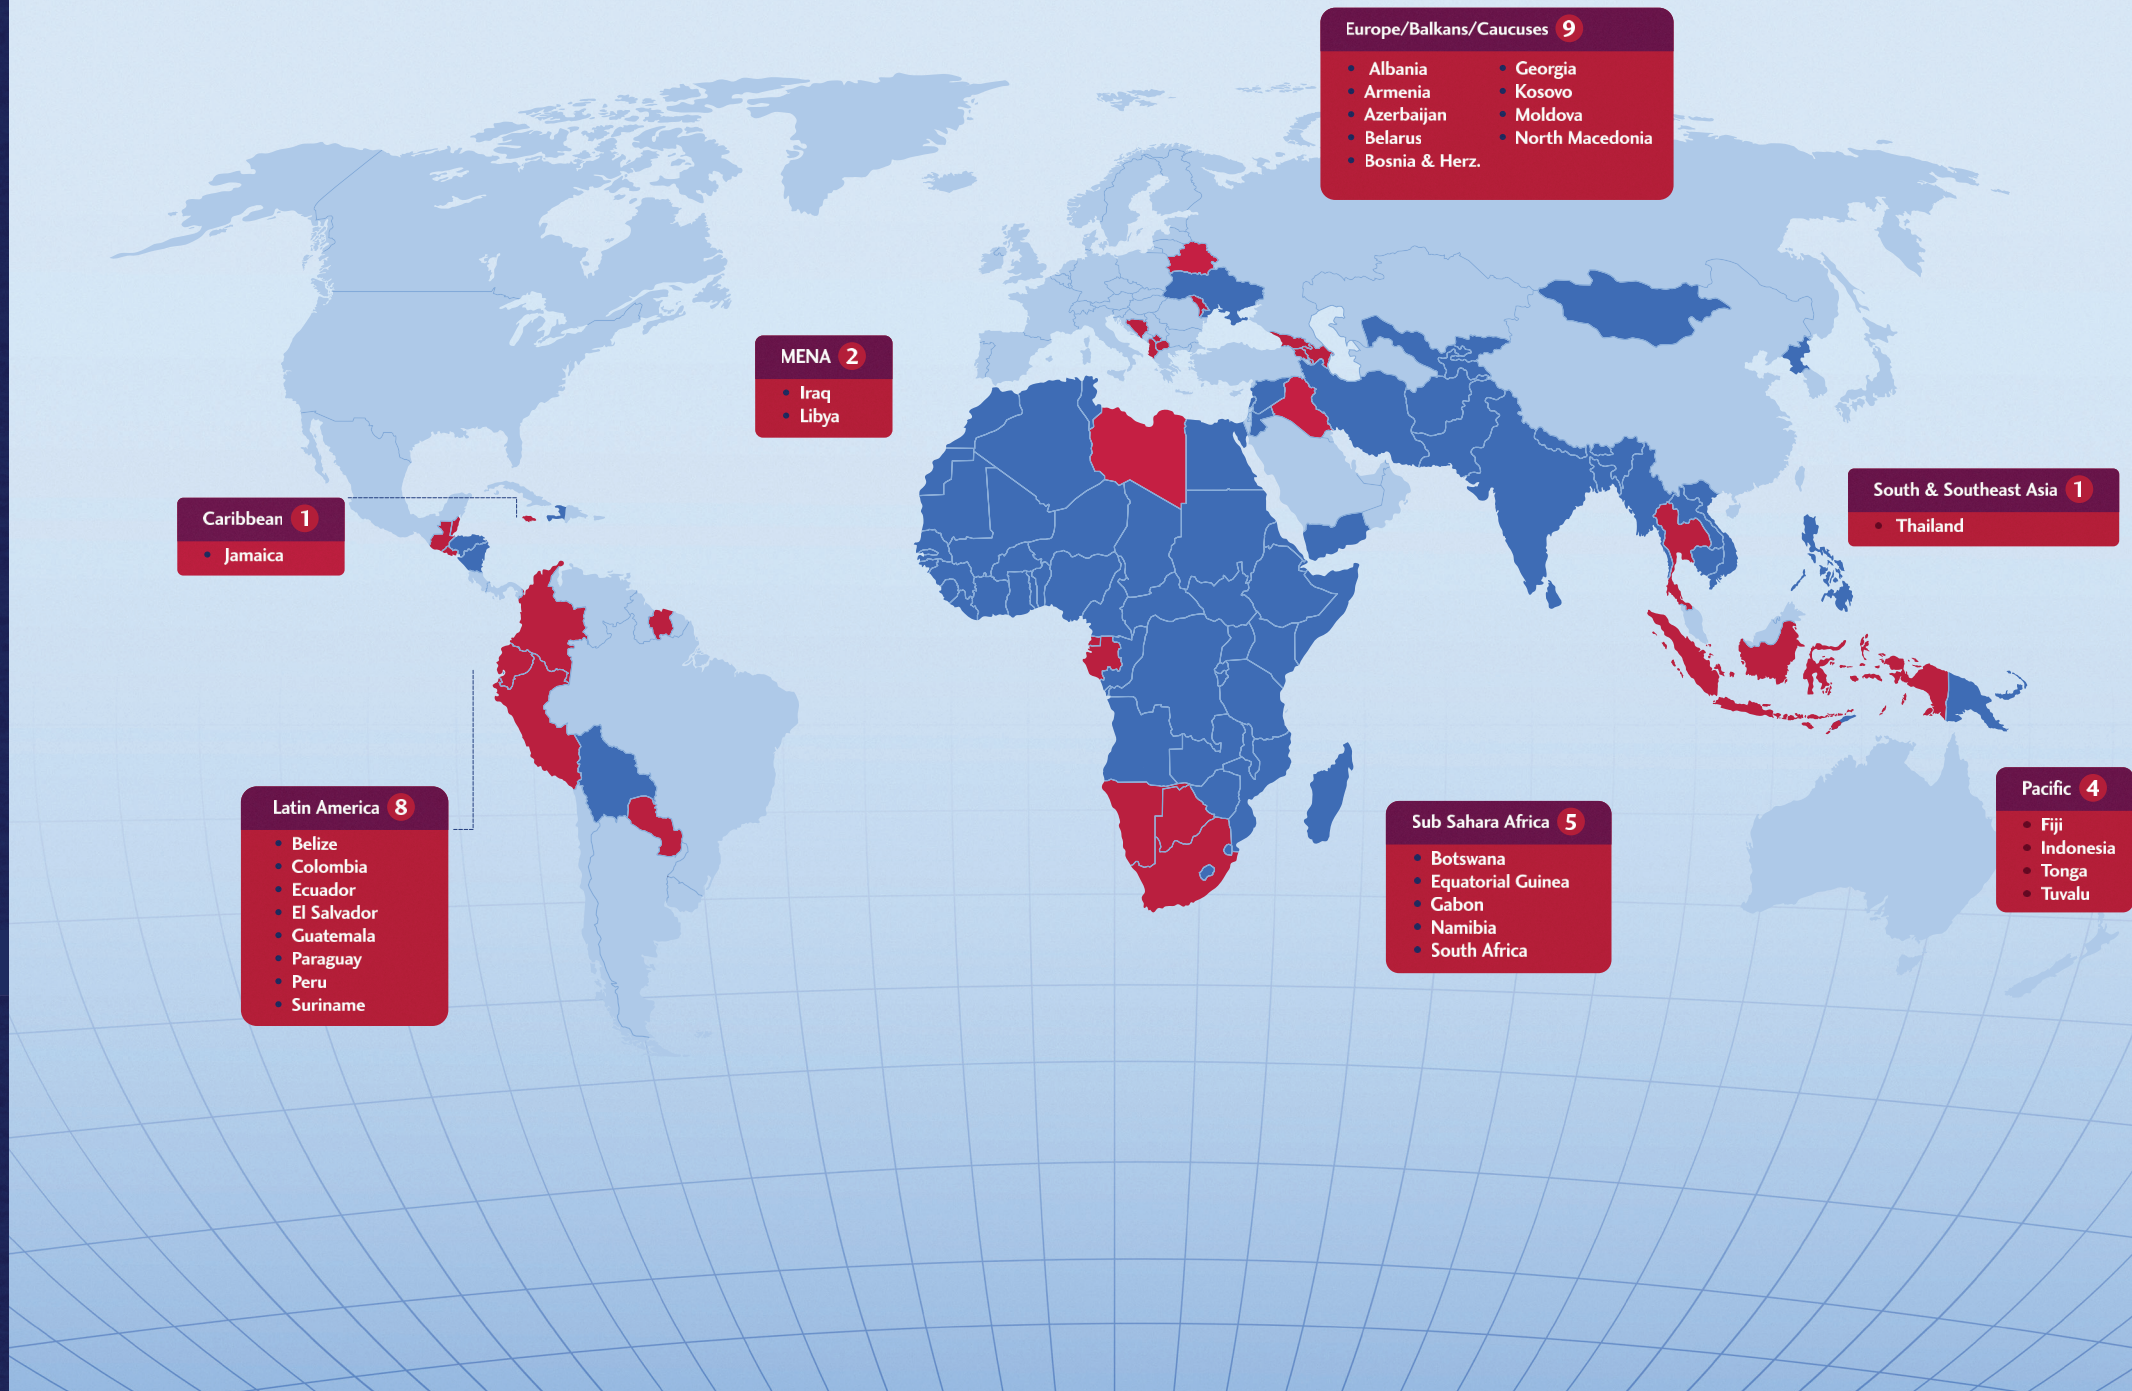 Europe/Balkans/Caucuses 9
Albania
Armenia
Azerbaijan
Belarus
Bosnia & Herz.
Georgia
Kosovo
Moldova
North Macedonia
MENA 2
Iraq
Libya
Caribbean 1
Jamaica
South & Southeast Asia 1
Thailand
Latin America 8
Belize
Colombia
Ecuador
El Salvador
Guatemala
Paraguay
Peru
Suriname
Sub Sahara Africa 5
Botswana
Equatorial Guinea
Gabon
Namibia
South Africa
Pacific 4
Fiji
Indonesia
Tonga
Tuvalu